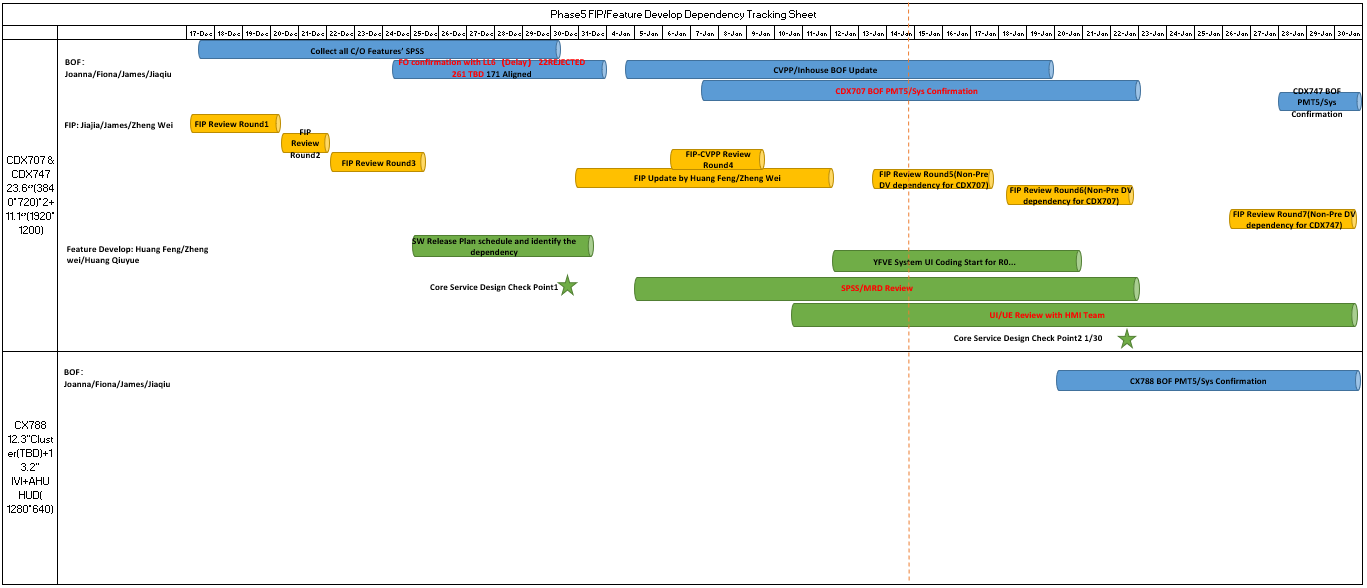 Phase5 FIP/Feature Develop Dependency Tracking Sheet
17-Dec 18-Dec 19-Dec 20-Dec 21-Dec 22-Dec 23-Dec 24-Dec 25-Dec 26-Dec 27-Dec 28-Dec 29-Dec 30-Dec 31-Dec 4-Jan 5-Jan 6-Jan 7-Jan 8-Jan 9-Jan 10-Jan 11-Jan 12-Jan 13-Jan 14-Jan 15-Jan 16-Jan 17-Jan 18-Jan 19-Jan 20-Jan 21-Jan 22-Jan 23-Jan 24-Jan 25-Jan 26-Jan 27-Jan 28-Jan 29-Jan 30-Jan
CDX707 &
CDX747
23.6"(384
0*720)*2+
11.1"(1920*
1200)
BOF:
Joanna/Fiona/James/Jiaqiu
Collect all C/O Features' SPSS
FO confirmation with LL6 {Delay} 22REJECTED
261 TBD 171 Aligned
CVPP/Inhouse BOF Update
CDX707 BOF PMT5/Sys Confirmation
CDX747 BOF
PMT5/Sys
Confirmation
FIP: Jiajia/James/Zheng Wei
FIP Review Round1
FIP
Review
Round2
FIP Review Round3
FIP-CVPP Review
Round4
FIP Update by Huang Feng/Zheng Wei
FIP Review Round5(Non-Pre
DV dependency for CDX707)
FIP Review Round6(Non-Pre DV
dependency for CDX707)
FIP Review Round7(Non-Pre DV
dependency for CDX747)
Feature Develop: Huang Feng/Zheng
wei/Huang Qiuyue
SW Release Plan schedule and identify the
dependency
YFVE System UI Coding Start for R0...
Core Service Design Check Point1
SPSS/MRD Review
UI/UE Review with HMI Team
Core Service Design Check Point2 1/30
CX788
12.3"Clust
er(TBD)+1
3.2"
IVI+AHU
HUD(
1280*640)
BOF:
Joanna/Fiona/James/Jiaqiu
CX788 BOF PMT5/Sys Confirmation